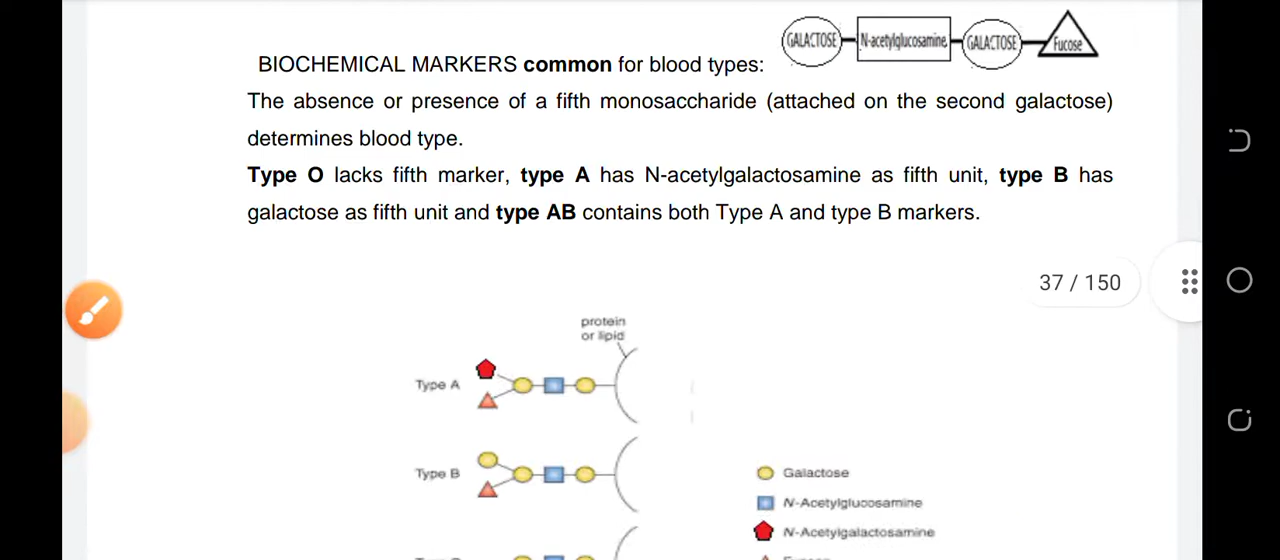 GALACTOSE N-acetylglucosamine GALACTOSE Fucose
BIOCHEMICAL MARKERS common for blood types:
The absence or presence of a fifth monosaccharide (attached on the second galactose)
determines blood type.
Type O lacks fifth marker, type A has N-acetylgalactosamine as fifth unit, type B has
galactose as fifth unit and type AB contains both Type A and type B markers.
37 / 150
protein
or lipid
Type A
Type B
Galactose
N-Acetylglucosamine
N-Acetylgalactosamine